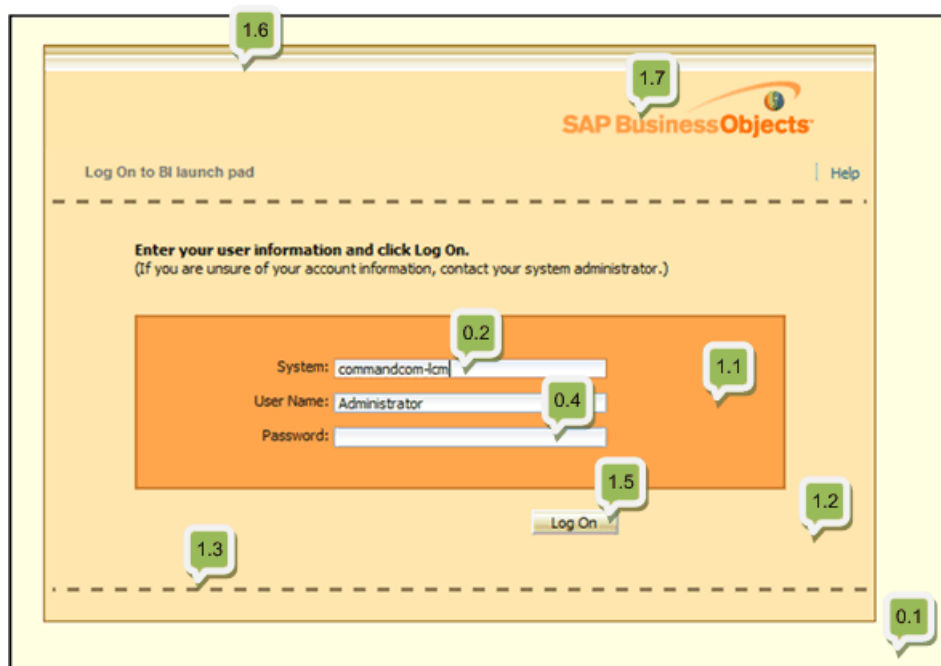 1.6
1.7
SAP BusinessObjects
Log On to BI launch pad
Help
Enter your user information and click Log On.
(If you are unsure of your account information, contact your system administrator.)
0.2
System: commandcom-lcm
1.1
User Name: Administrator
0.4
Password:
1.5
1.2
Log On
1.3
0.1